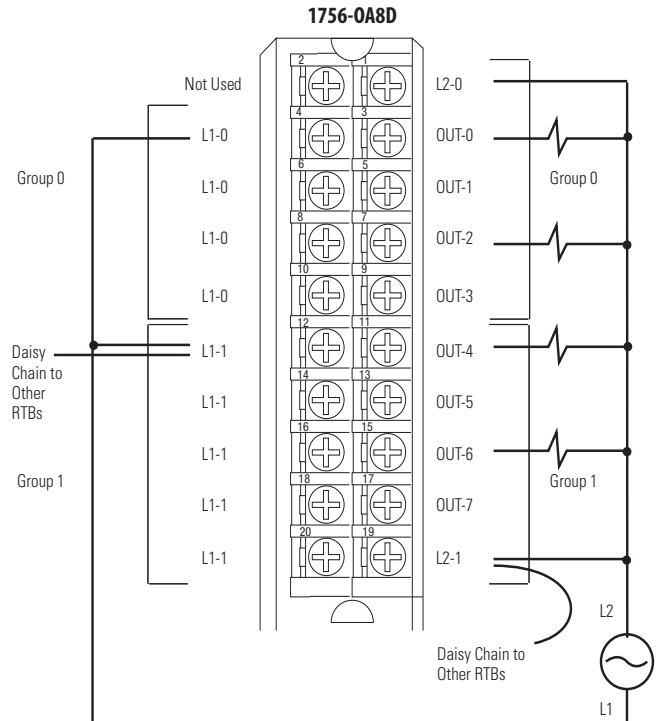 1756-OA8D
2 1
Not Used L2-0
4 3
L1-0 OUT-0
6 5
Group 0 Group 0
L1-0 OUT-1
8 7
L1-0 OUT-2
10 9
L1-0 OUT-3
12 11
Daisy
Chain to
Other
RTBs
L1-1 OUT-4
14 13
L1-1 OUT-5
16 15
L1-1 OUT-6
Group 1 Group 1
18 17
L1-1 OUT-7
20 19
L1-1 L2-1
L2
Daisy Chain to
Other RTBs
L1